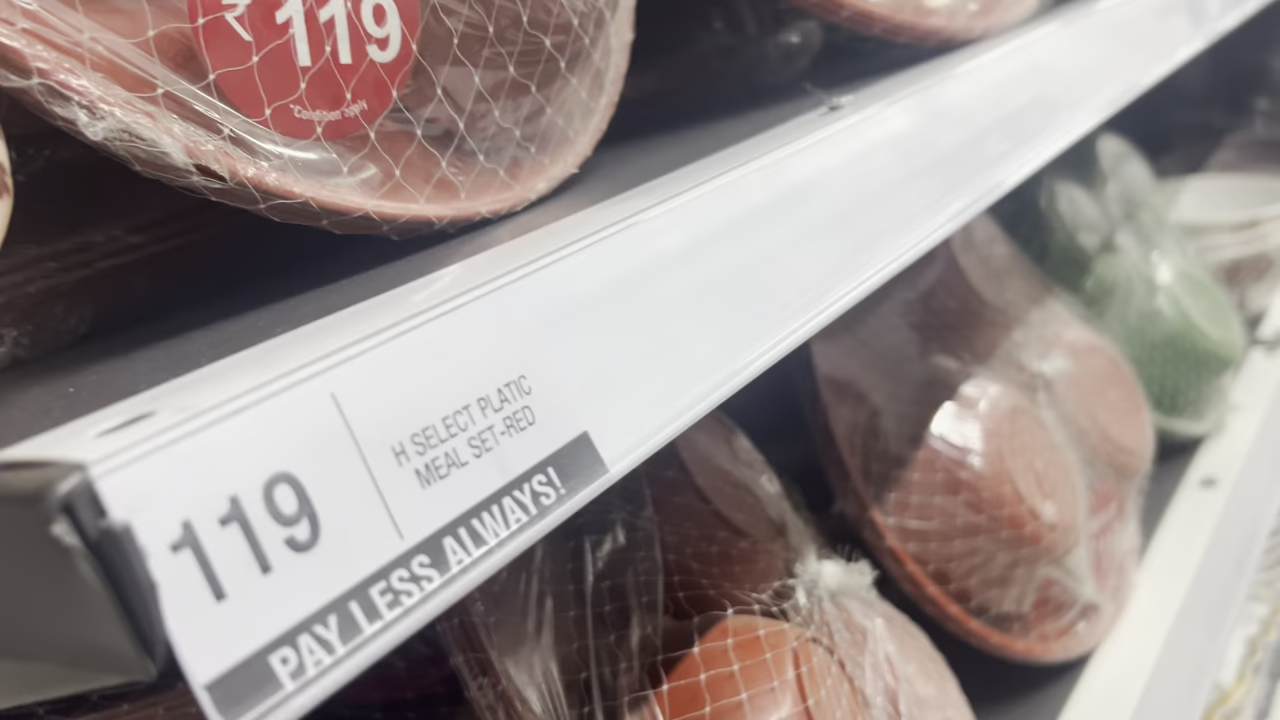 ₹ 119
*Condition apply
119
H SELECT PLATIC
MEAL SET-RED
PAY LESS ALWAYS!